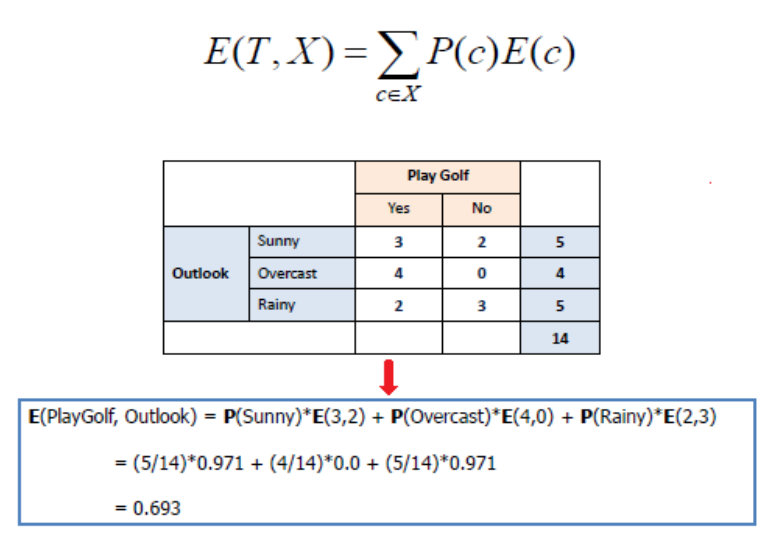 E(T, X) = ∑ P(c)E(c)
c∈X
Play Golf
Yes No
Sunny 3 2 5
Outlook Overcast 4 0 4
Rainy 2 3 5
14
E(PlayGolf, Outlook) = P(Sunny)*E(3,2) + P(Overcast)*E(4,0) + P(Rainy)*E(2,3)
= (5/14)*0.971 + (4/14)*0.0 + (5/14)*0.971
= 0.693